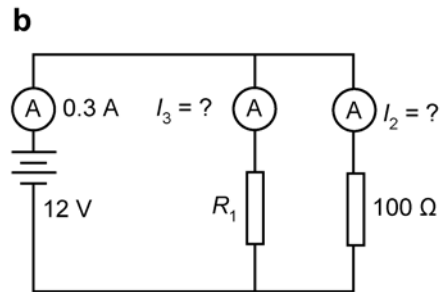 b
A 0.3 A I₃ = ? A A I₂ = ?
12 V R₁ 100 Ω